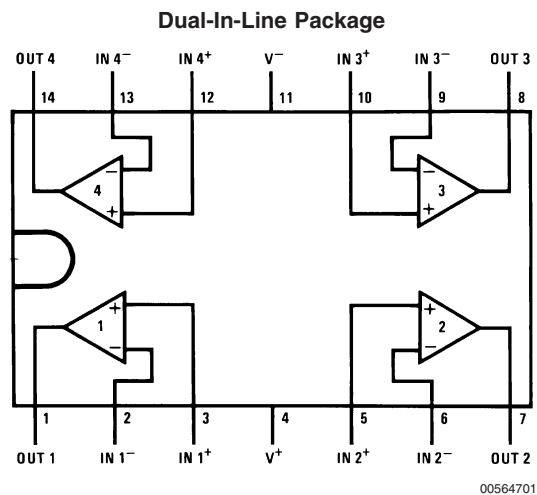 Dual-In-Line Package
OUT 4 IN 4− IN 4+ V− IN 3+ IN 3− OUT 3
14 13 12 11 10 9 8
− −
4 3
+ +
+ +
1 2
− −
1 2 3 4 5 6 7
OUT 1 IN 1− IN 1+ V+ IN 2+ IN 2− OUT 2
00564701